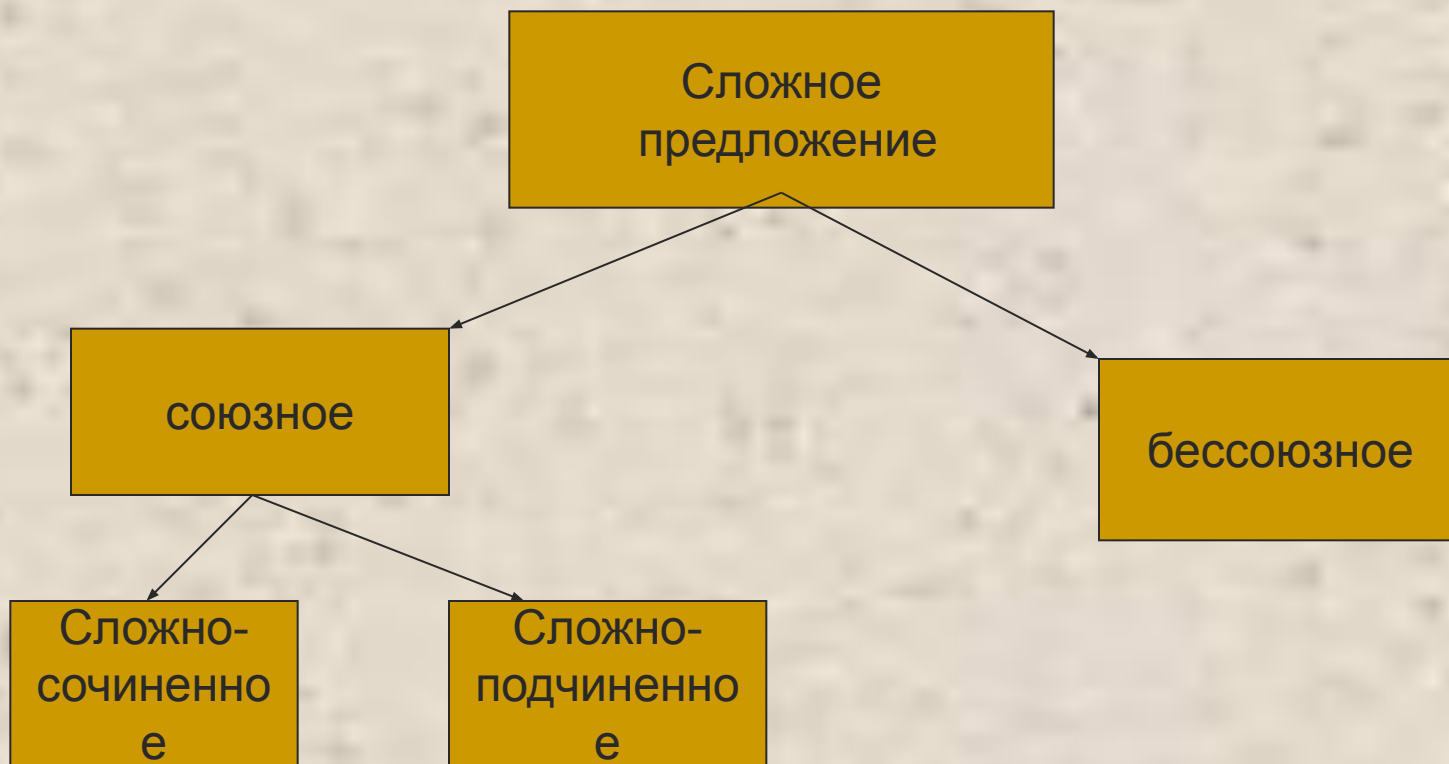 Сложное
предложение
союзное
бессоюзное
Сложно-
сочиненно
е
Сложно-
подчиненно
е